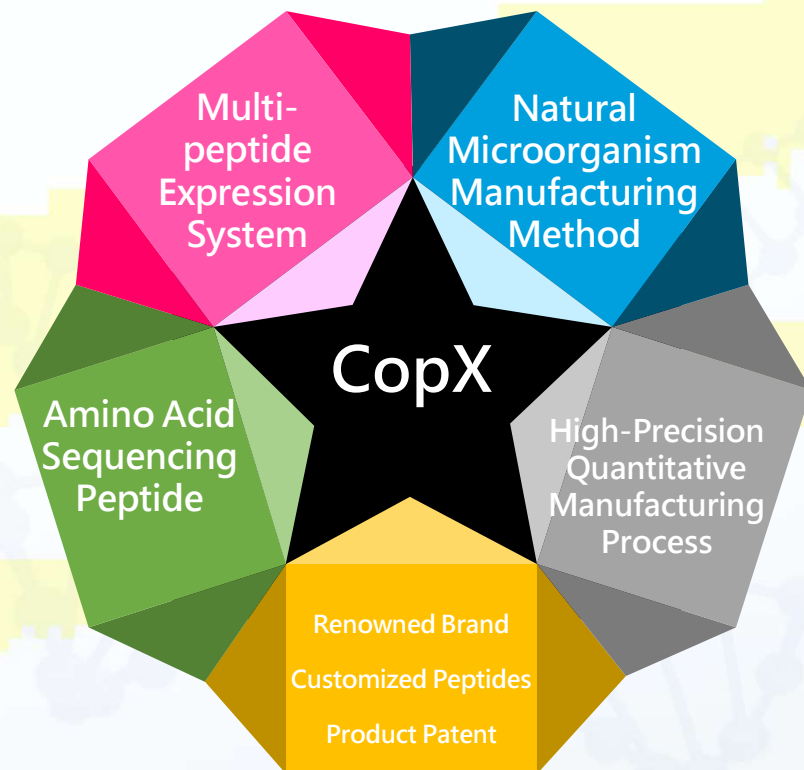 Multi-
peptide
Expression
System
Natural
Microorganism
Manufacturing
Method
CopX
Amino Acid
Sequencing
Peptide
High-Precision
Quantitative
Manufacturing
Process
Renowned Brand
Customized Peptides
Product Patent